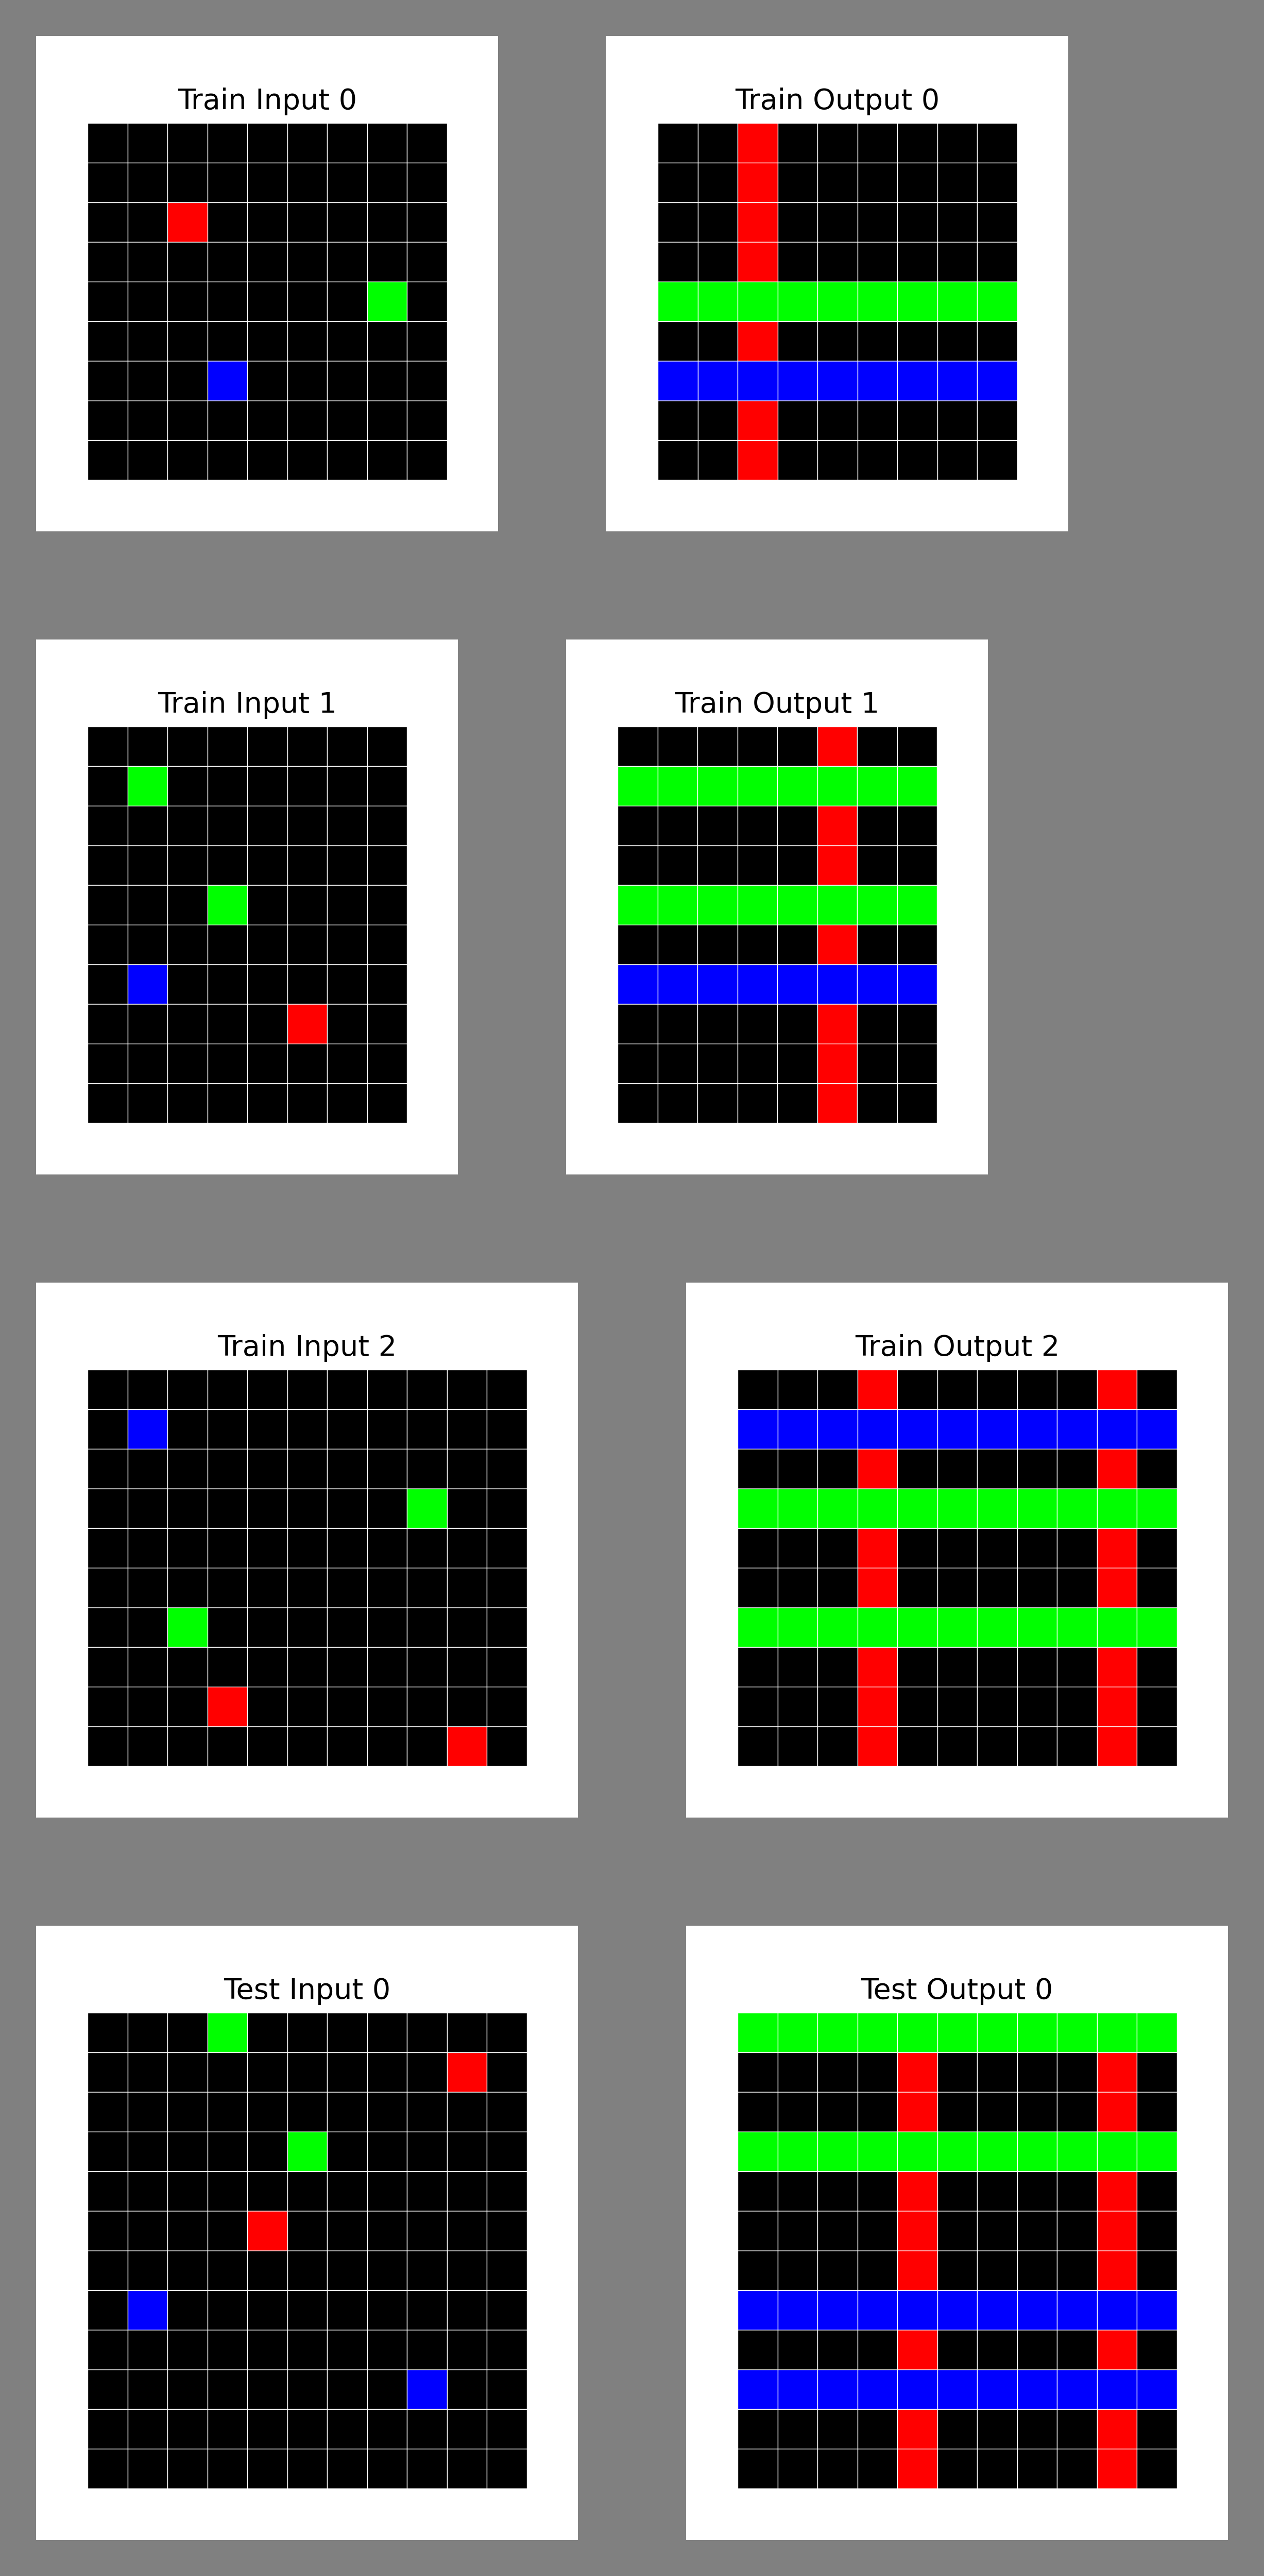 Train Input 0
Train Output 0
Train Input 1
Train Output 1
Train Input 2
Train Output 2
Test Input 0
Test Output 0